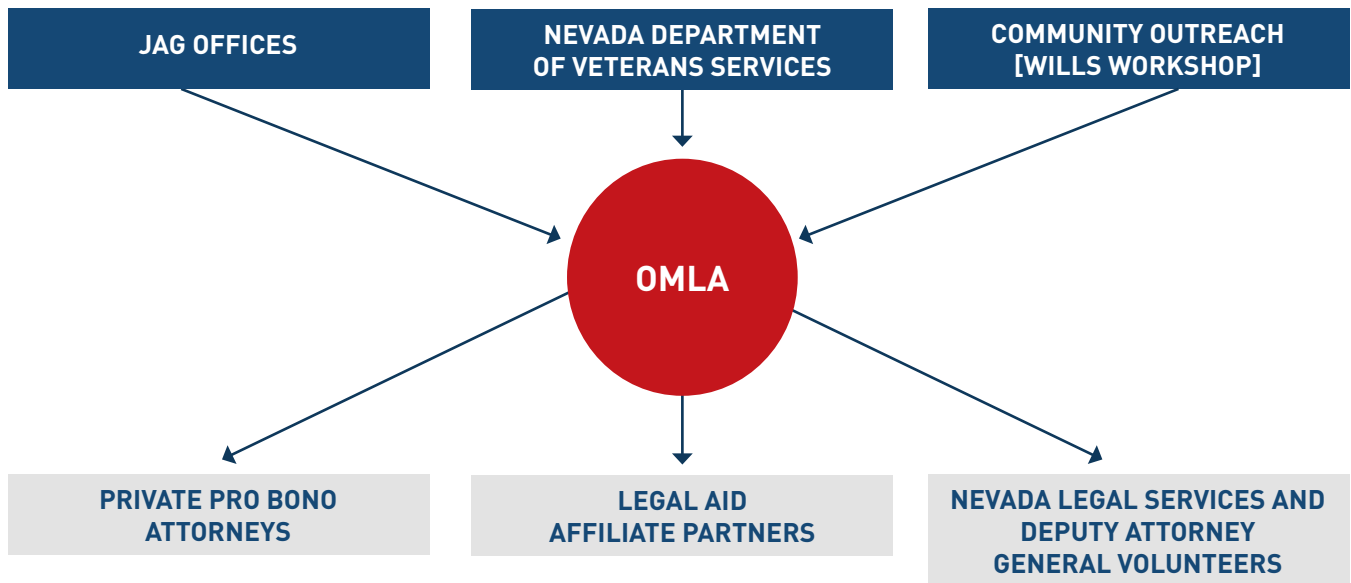 JAG OFFICES
NEVADA DEPARTMENT
OF VETERANS SERVICES
COMMUNITY OUTREACH
[WILLS WORKSHOP]
OMLA
PRIVATE PRO BONO
ATTORNEYS
LEGAL AID
AFFILIATE PARTNERS
NEVADA LEGAL SERVICES AND
DEPUTY ATTORNEY
GENERAL VOLUNTEERS